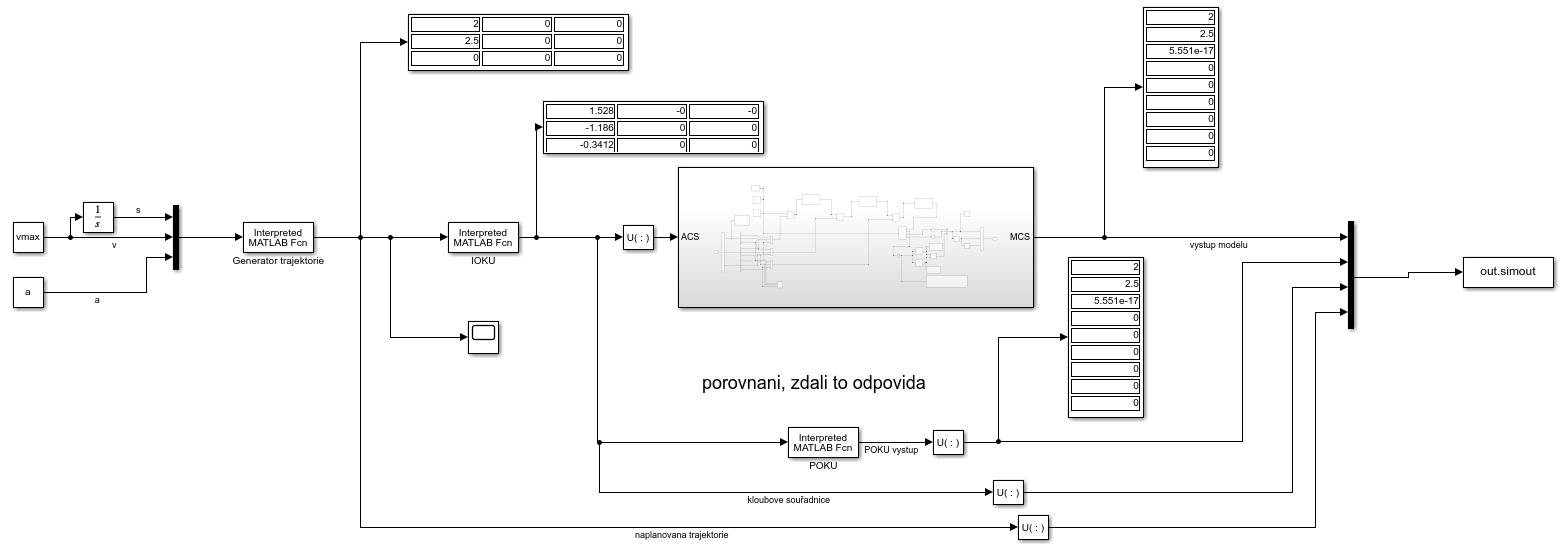 2 0 0
2.5 0 0
0 0 0
1.528 -0 -0
-1.186 0 0
-0.3412 0 0
2
2.5
5.551e-17
0
0
0
0
0
0
vmax
1
s
s
v
a
a
Interpreted
MATLAB Fcn
Generator trajektorie
Interpreted
MATLAB Fcn
IOKU
U( : )
ACS
MCS
vystup modelu
out.simout
2
2.5
5.551e-17
0
0
0
0
0
0
porovnani, zdali to odpovida
Interpreted
MATLAB Fcn
POKU
POKU vystup
U( : )
kloubove souřadnice
U( : )
naplanovana trajektorie
U( : )